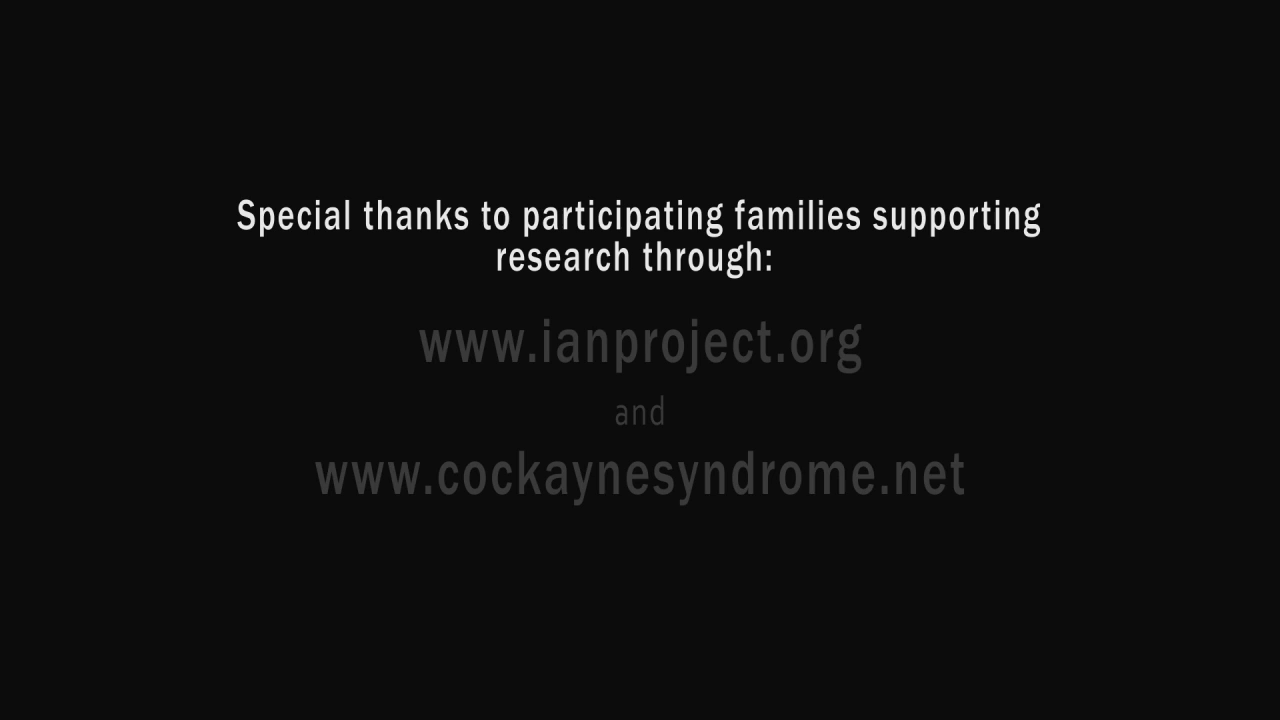 Special thanks to participating families supporting
research through:
www.ianproject.org
and
www.cockaynesyndrome.net